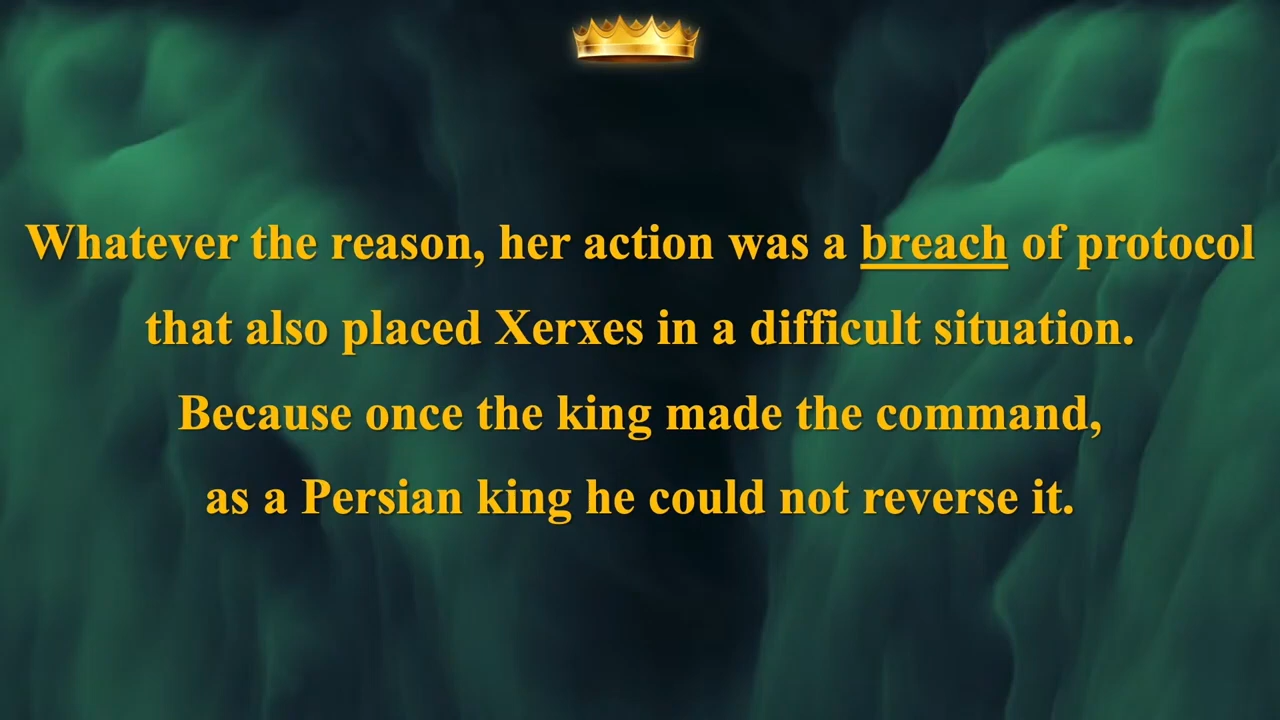 Whatever the reason, her action was a breach of protocol
that also placed Xerxes in a difficult situation.
Because once the king made the command,
as a Persian king he could not reverse it.